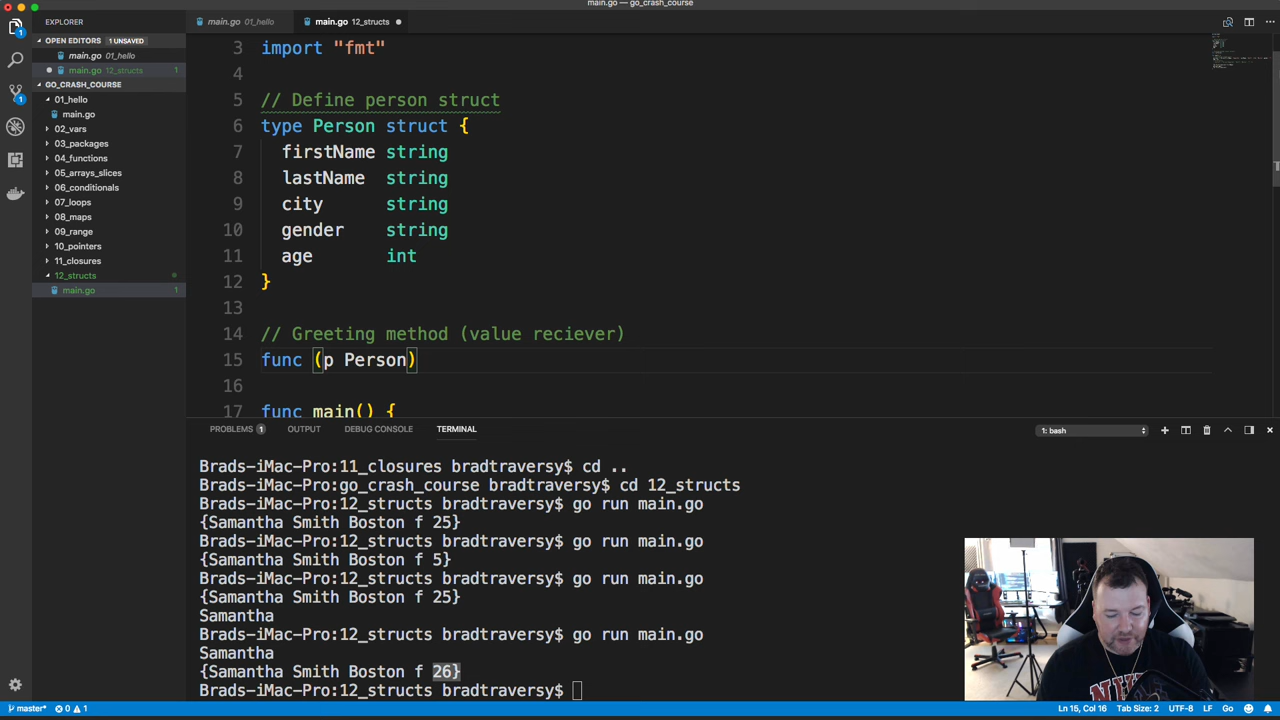 main.go — go_crash_course
EXPLORER
main.go 01_hello
main.go 12_structs
OPEN EDITORS 1 UNSAVED
main.go 01_hello
main.go 12_structs 1
GO_CRASH_COURSE
01_hello
main.go
02_vars
03_packages
04_functions
05_arrays_slices
06_conditionals
07_loops
08_maps
09_range
10_pointers
11_closures
12_structs
main.go 1
1
1
3 import "fmt"
4
5 // Define person struct
6 type Person struct {
7 firstName string
8 lastName string
9 city string
10 gender string
11 age int
12 }
13
14 // Greeting method (value reciever)
15 func (p Person)
16
17 func main() {
PROBLEMS 1 OUTPUT DEBUG CONSOLE TERMINAL 1: bash
Brads-iMac-Pro:11_closures bradtraversy$ cd ..
Brads-iMac-Pro:go_crash_course bradtraversy$ cd 12_structs
Brads-iMac-Pro:12_structs bradtraversy$ go run main.go
{Samantha Smith Boston f 25}
Brads-iMac-Pro:12_structs bradtraversy$ go run main.go
{Samantha Smith Boston f 5}
Brads-iMac-Pro:12_structs bradtraversy$ go run main.go
{Samantha Smith Boston f 25}
Samantha
Brads-iMac-Pro:12_structs bradtraversy$ go run main.go
Samantha
{Samantha Smith Boston f 26}
Brads-iMac-Pro:12_structs bradtraversy$
master* 0 1 Ln 15, Col 16 Tab Size: 2 UTF-8 LF Go